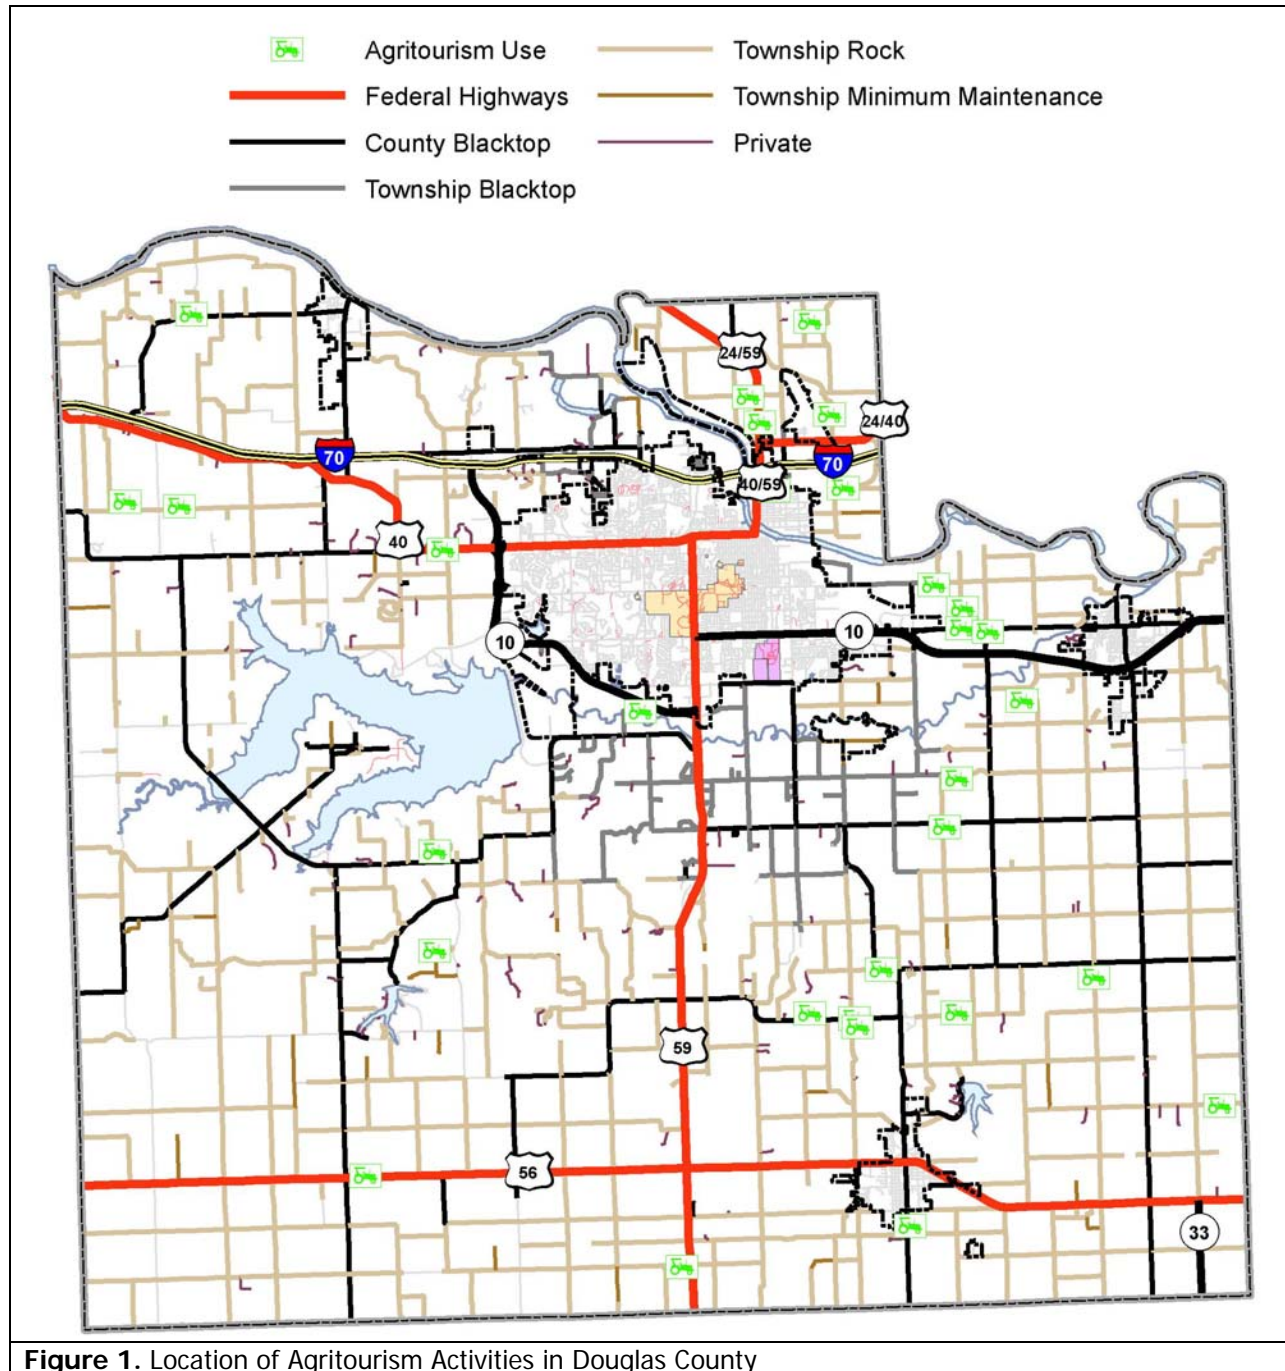 Agritourism Use
Township Rock
Federal Highways
Township Minimum Maintenance
County Blacktop
Private
Township Blacktop
24/59
24/40
70
70
40/59
40
10
10
59
56
33
Figure 1. Location of Agritourism Activities in Douglas County